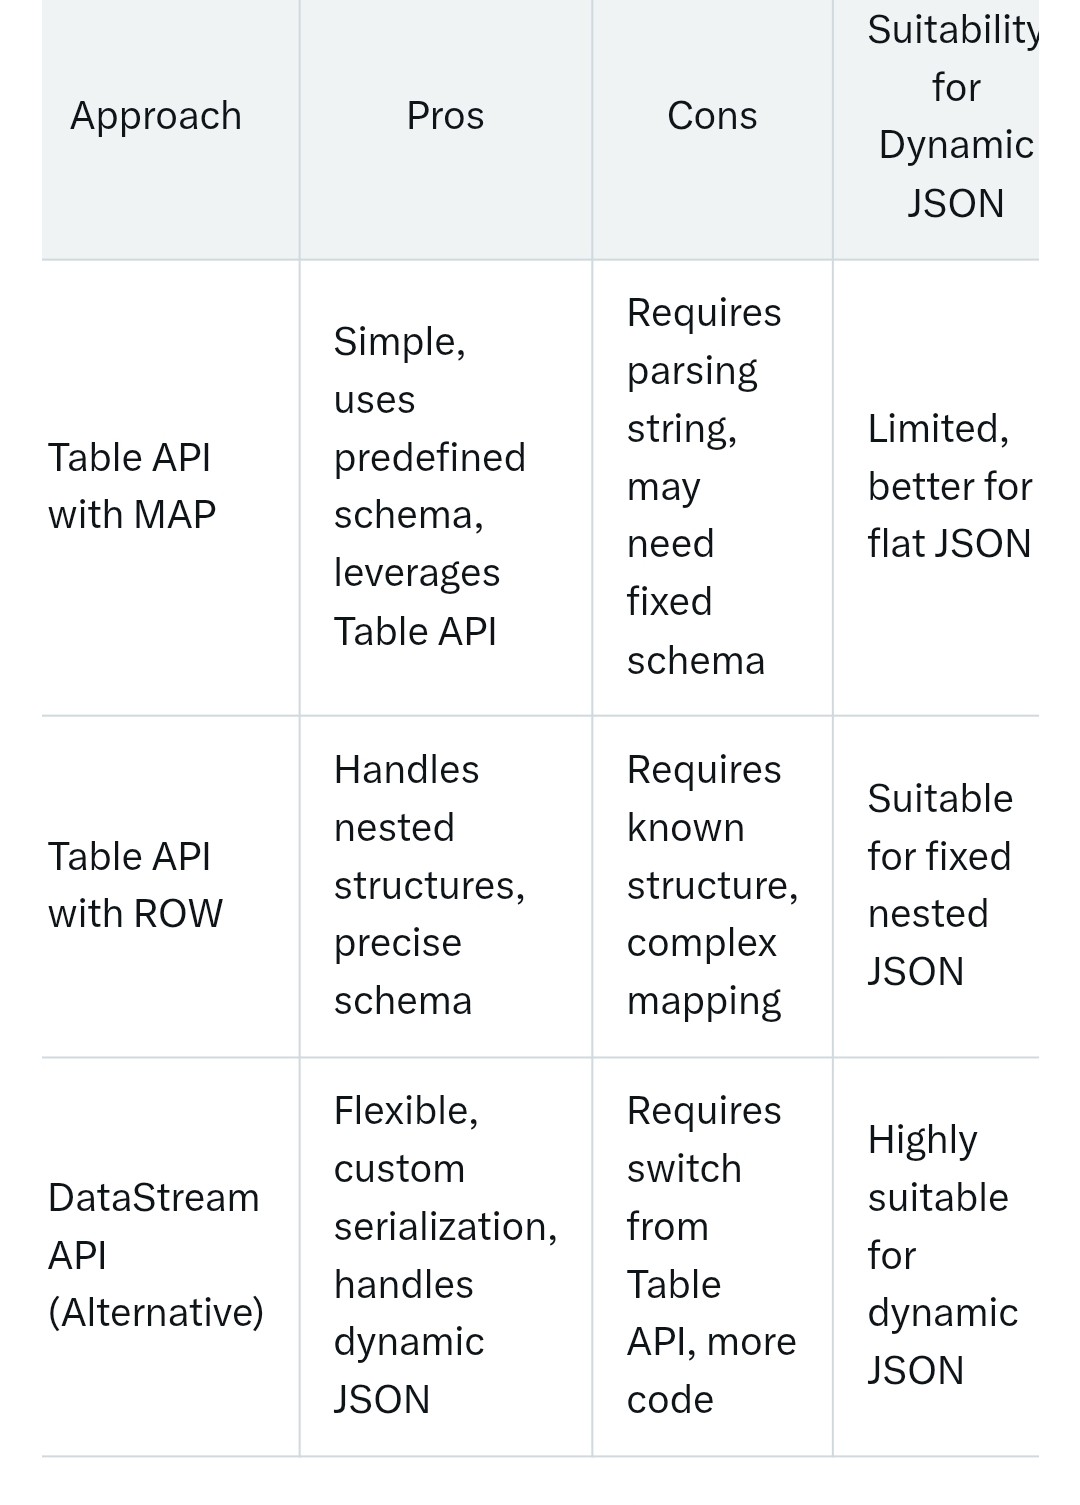 Approach
Pros
Cons
Suitability
for
Dynamic
JSON
Table API
with MAP
Simple,
uses
predefined
schema,
leverages
Table API
Requires
parsing
string,
may
need
fixed
schema
Limited,
better for
flat JSON
Table API
with ROW
Handles
nested
structures,
precise
schema
Requires
known
structure,
complex
mapping
Suitable
for fixed
nested
JSON
DataStream
API
(Alternative)
Flexible,
custom
serialization,
handles
dynamic
JSON
Requires
switch
from
Table
API, more
code
Highly
suitable
for
dynamic
JSON